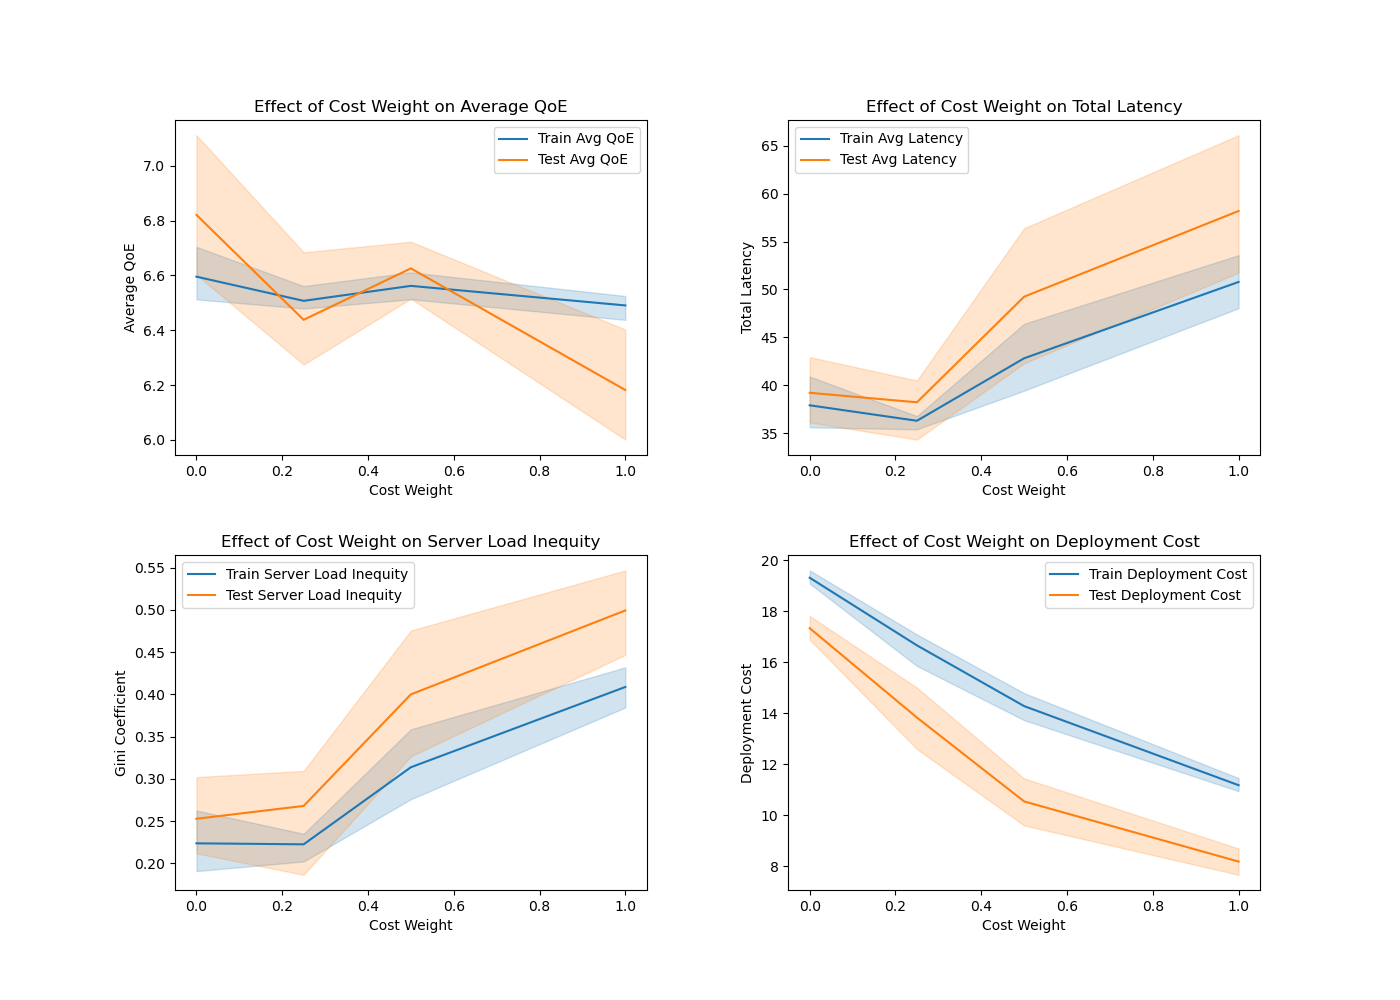 Effect of Cost Weight on Average QoE
Train Avg QoE
Test Avg QoE
Average QoE
7.0
6.8
6.6
6.4
6.2
6.0
0.0 0.2 0.4 0.6 0.8 1.0
Cost Weight
Effect of Cost Weight on Total Latency
Train Avg Latency
Test Avg Latency
Total Latency
65
60
55
50
45
40
35
0.0 0.2 0.4 0.6 0.8 1.0
Cost Weight
Effect of Cost Weight on Server Load Inequity
Train Server Load Inequity
Test Server Load Inequity
Gini Coefficient
0.55
0.50
0.45
0.40
0.35
0.30
0.25
0.20
0.0 0.2 0.4 0.6 0.8 1.0
Cost Weight
Effect of Cost Weight on Deployment Cost
Train Deployment Cost
Test Deployment Cost
Deployment Cost
20
18
16
14
12
10
8
0.0 0.2 0.4 0.6 0.8 1.0
Cost Weight